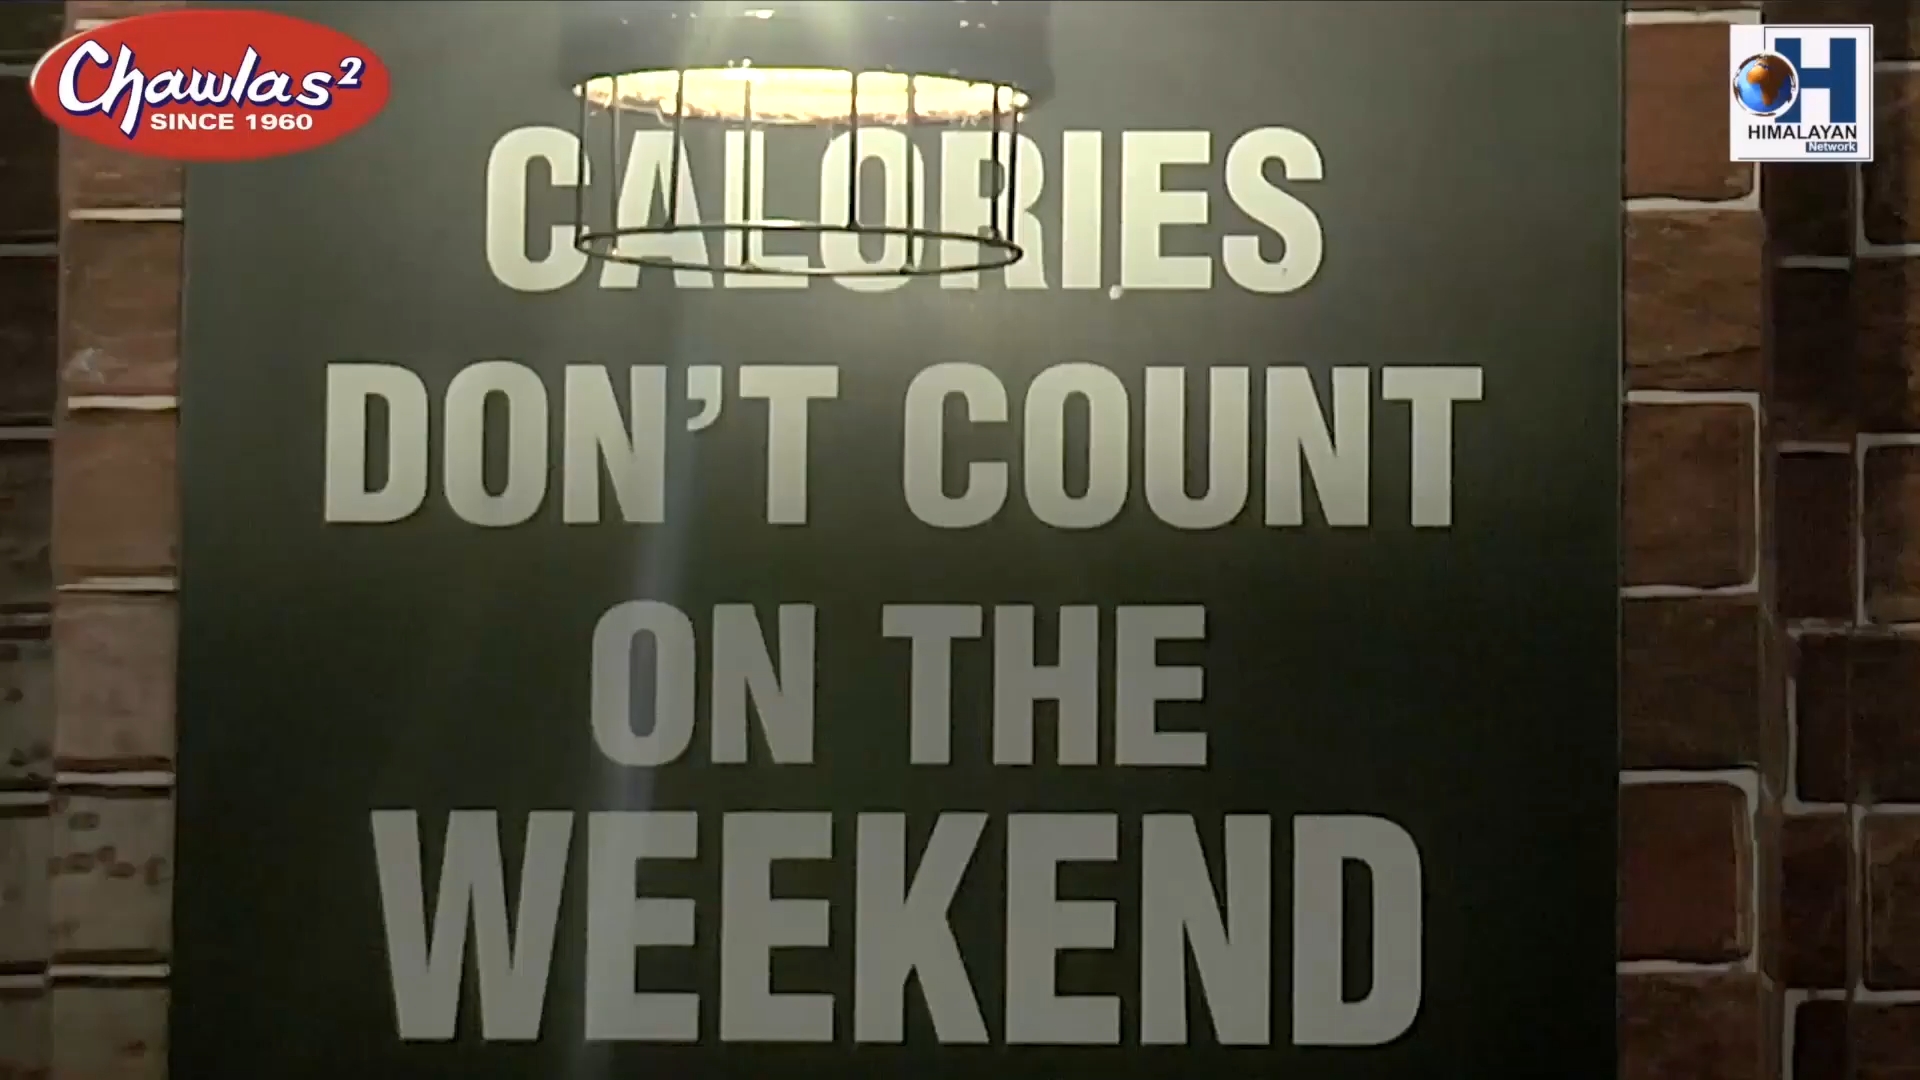 Chawlas²
SINCE 1960
HIMALAYAN
Network
CALORIES
DON'T COUNT
ON THE
WEEKEND